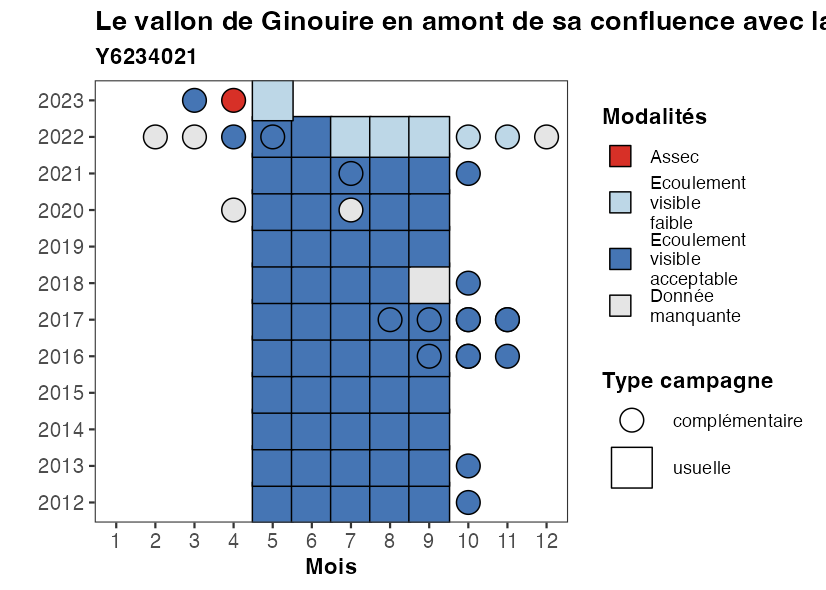 Le vallon de Ginouire en amont de sa confluence avec la
Y6234021
2023
2022
2021
2020
2019
2018
2017
2016
2015
2014
2013
2012
1 2 3 4 5 6 7 8 9 10 11 12
Mois
Modalités
Assec
Ecoulement
visible
faible
Ecoulement
visible
acceptable
Donnée
manquante
Type campagne
complémentaire
usuelle